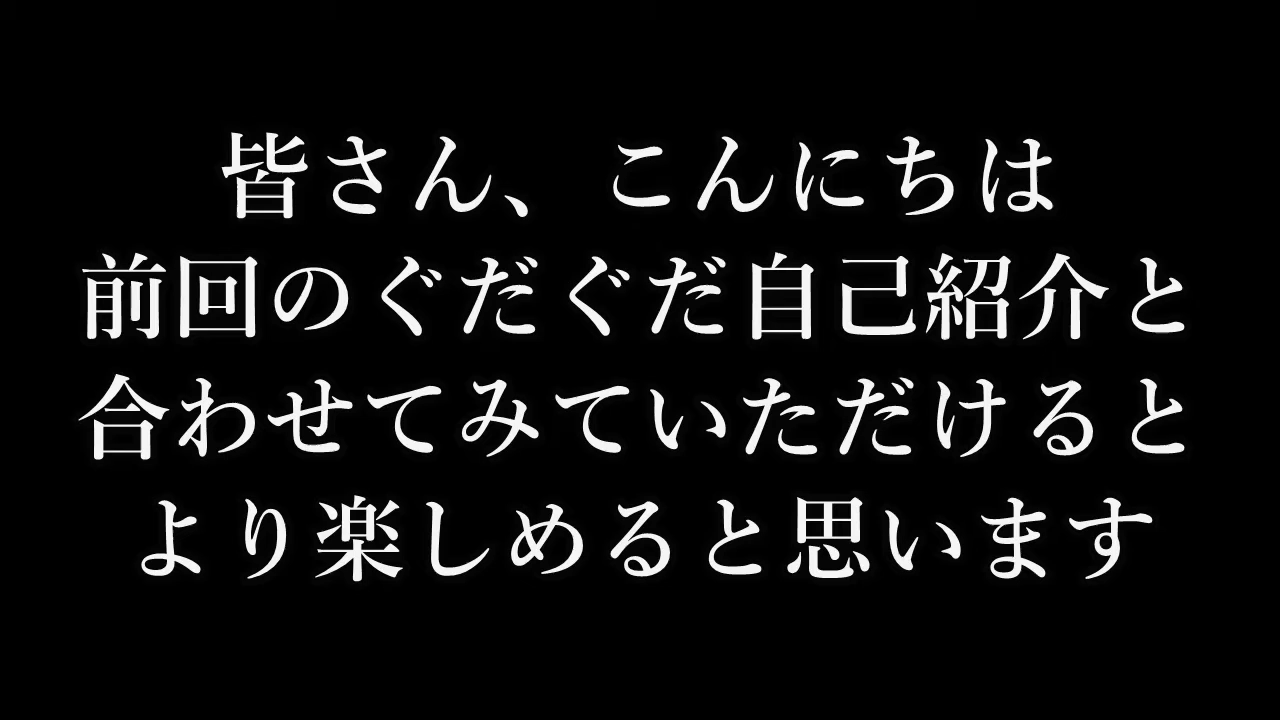 皆さん、こんにちは
前回のぐだぐだ自己紹介と
合わせてみていただけると
より楽しめると思います